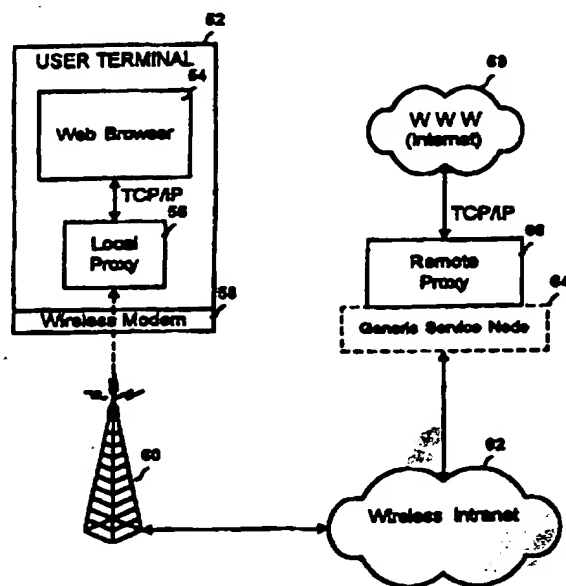 52
USER TERMINAL
54
Web Browser
TCP/IP
56
Local
Proxy
58
Wireless Modem
60
69
W W W
(Internet)
TCP/IP
66
Remote
Proxy
64
Generic Service Node
62
Wireless Intranet